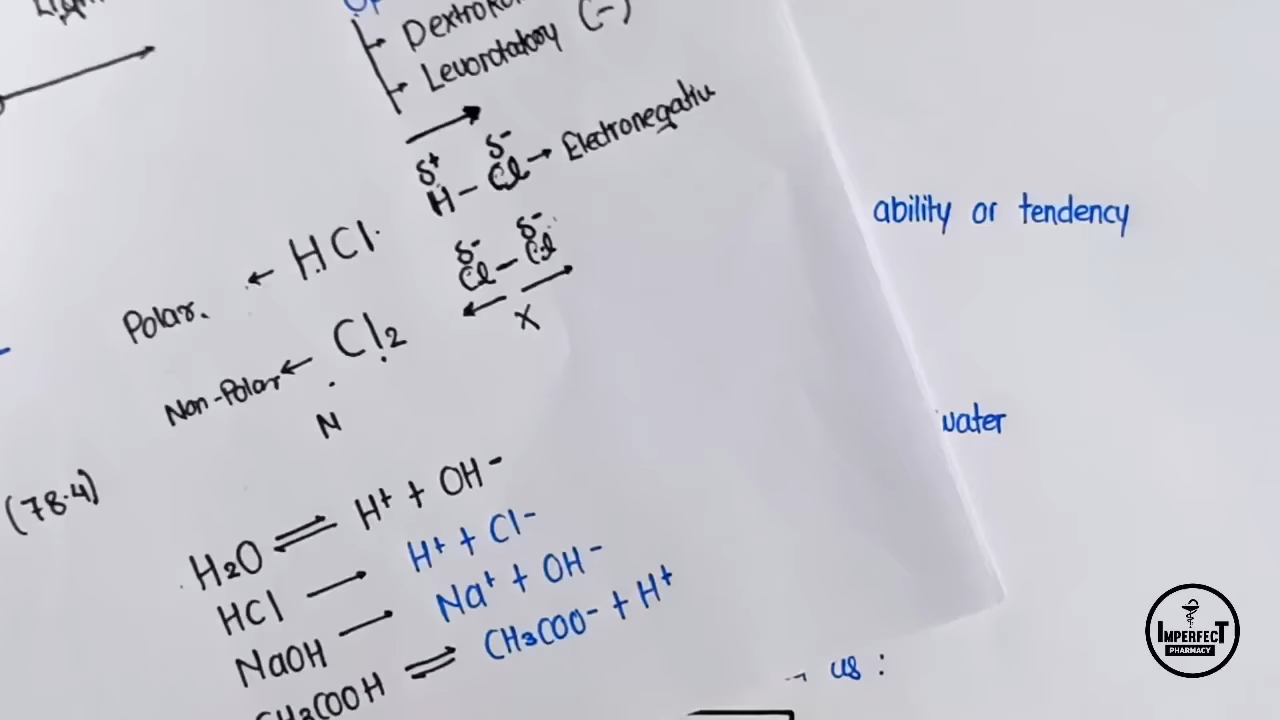 Levorotatory (-)
δ+ δ-
H - Cl → Electronegativ
ability or tendency
Polar. ← HCl
δ- δ-
Cl - Cl
X
Non-Polar ← Cl2
N
water
(78.4)
H2O ⇌ H+ + OH-
HCl → H+ + Cl-
NaOH → Na+ + OH-
CH3COOH ⇌ CH3COO- + H+
us :
IMPERFECT
PHARMACY